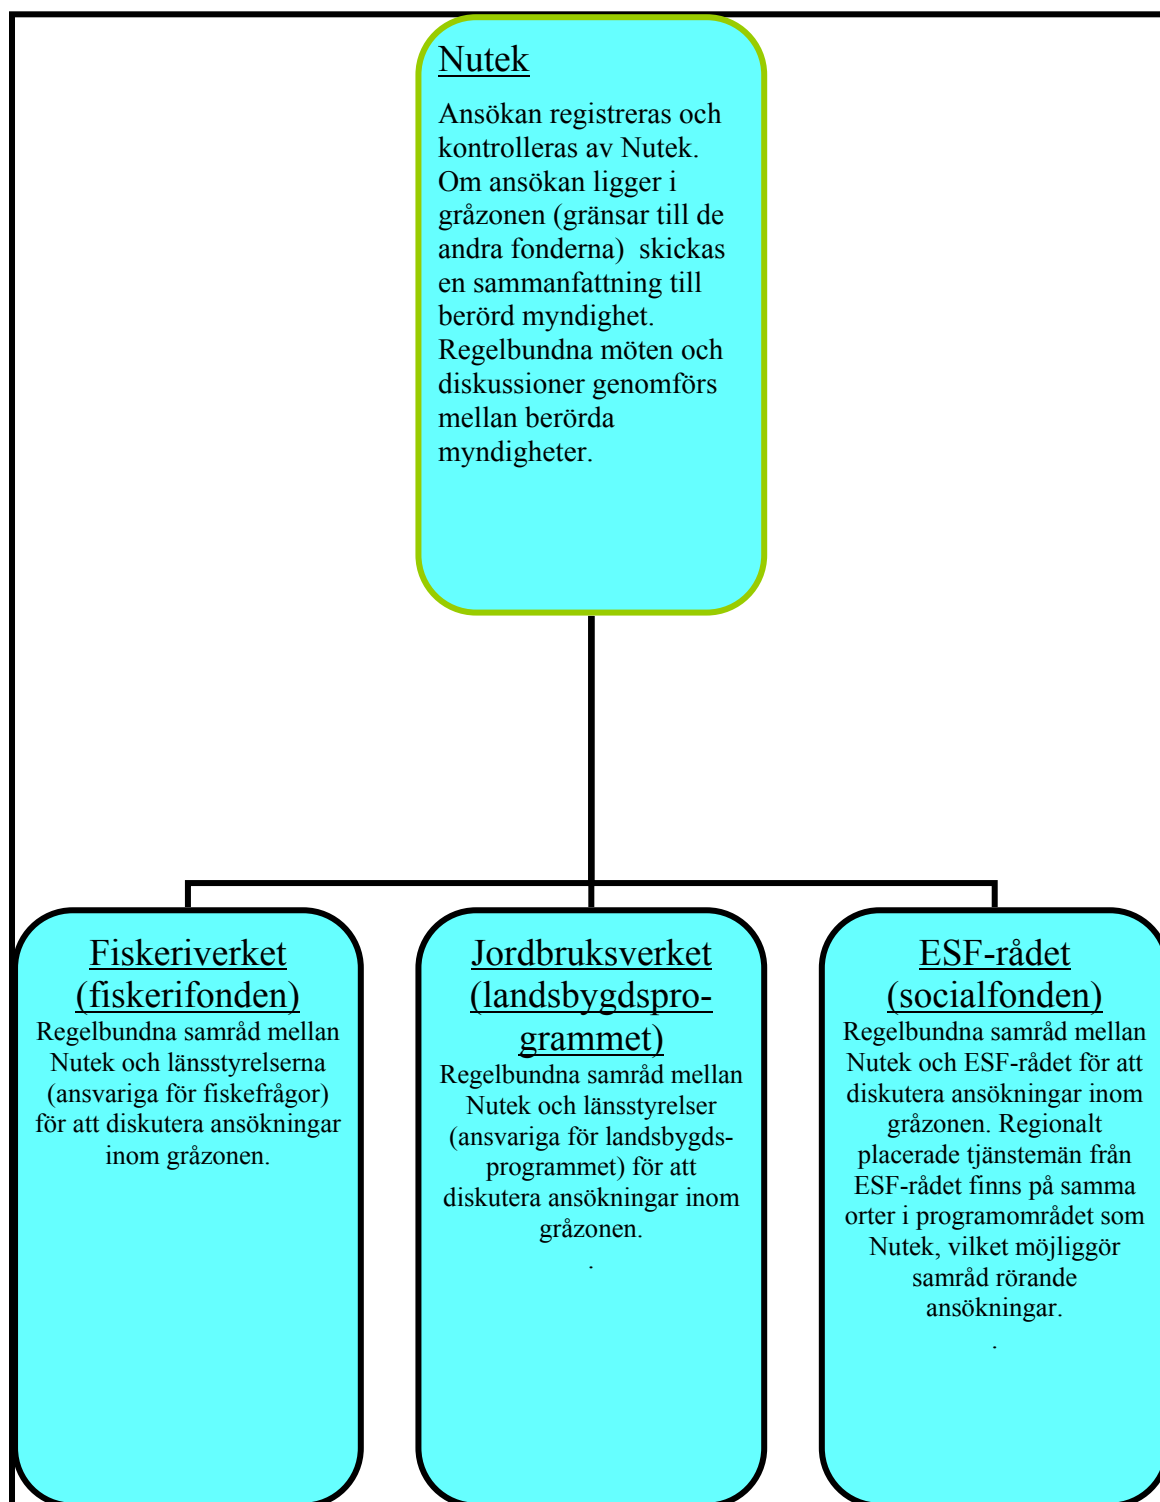 Nutek
Ansökan registreras och
kontrolleras av Nutek.
Om ansökan ligger i
gråzonen (gränsar till de
andra fonderna)  skickas
en sammanfattning till
berörd myndighet.
Regelbundna möten och
diskussioner genomförs
mellan berörda
myndigheter.
Fiskeriverket
(fiskerifonden)
Regelbundna samråd mellan
Nutek och länsstyrelserna
(ansvariga för fiskefrågor)
för att diskutera ansökningar
inom gråzonen.
Jordbruksverket
(landsbygdspro-
grammet)
Regelbundna samråd mellan
Nutek och länsstyrelser
(ansvariga för landsbygds-
programmet) för att
diskutera ansökningar inom
gråzonen.
.
ESF-rådet
(socialfonden)
Regelbundna samråd mellan
Nutek och ESF-rådet för att
diskutera ansökningar inom
gråzonen. Regionalt
placerade tjänstemän från
ESF-rådet finns på samma
orter i programområdet som
Nutek, vilket möjliggör
samråd rörande
ansökningar.
.